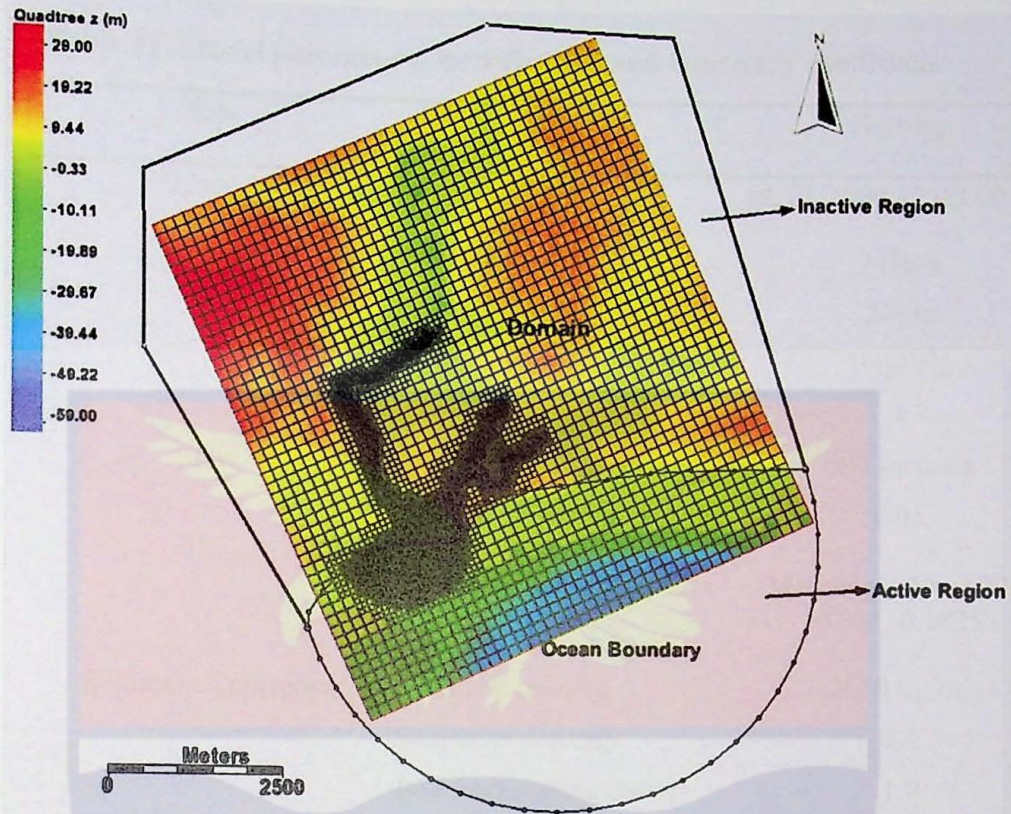 Quadtree z (m)
29.00
19.22
9.44
-0.33
-10.11
-19.89
-29.67
-39.44
-49.22
-59.00
N
Inactive Region
Domain
Active Region
Ocean Boundary
Meters
0 2500